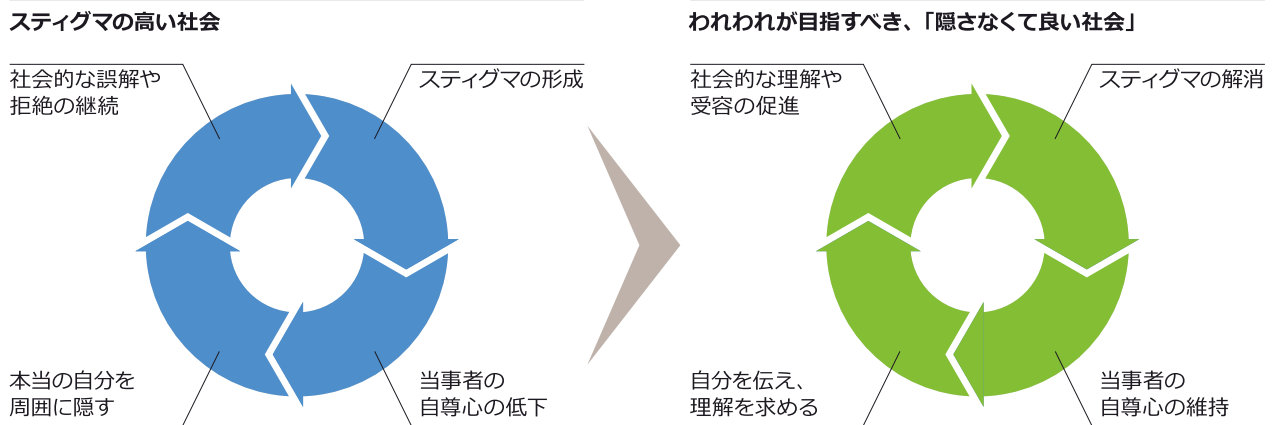 スティグマの高い社会
社会的な誤解や
拒絶の継続
スティグマの形成
本当の自分を
周囲に隠す
当事者の
自尊心の低下
われわれが目指すべき、「隠さなくて良い社会」
社会的な理解や
受容の促進
スティグマの解消
自分を伝え、
理解を求める
当事者の
自尊心の維持